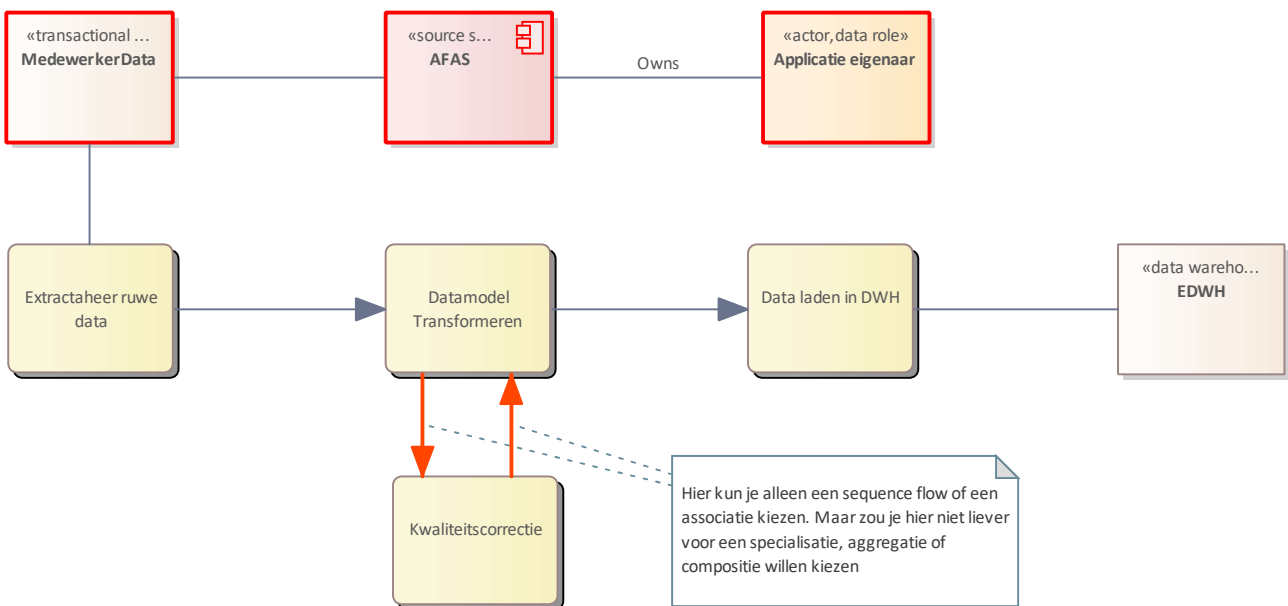 «transactional ...
MedewerkerData
«source s...
AFAS
Owns
«actor,data role»
Applicatie eigenaar
Extractaheer ruwe
data
Datamodel
Transformeren
Data laden in DWH
«data wareho...
EDWH
Kwaliteitscorrectie
Hier kun je alleen een sequence flow of een
associatie kiezen. Maar zou je hier niet liever
voor een specialisatie, aggregatie of
compositie willen kiezen